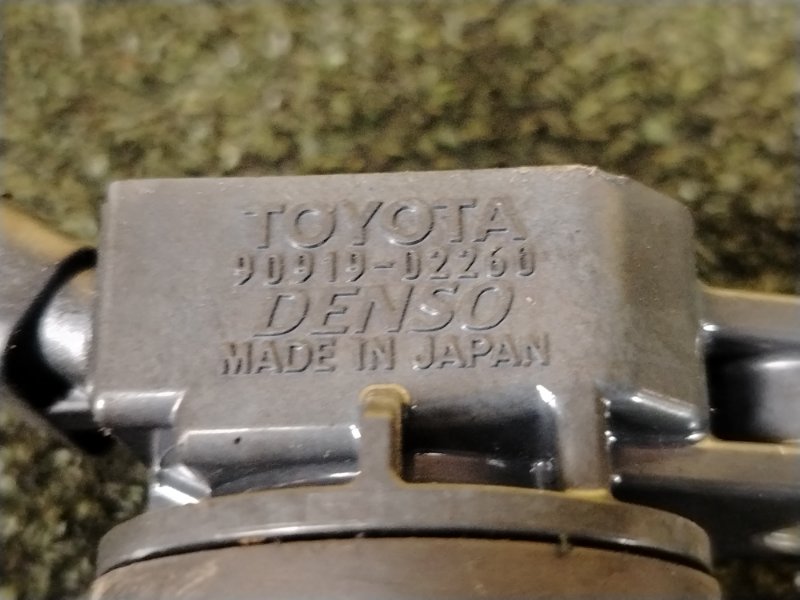 TOYOTA
90919-02260
DENSO
MADE IN JAPAN